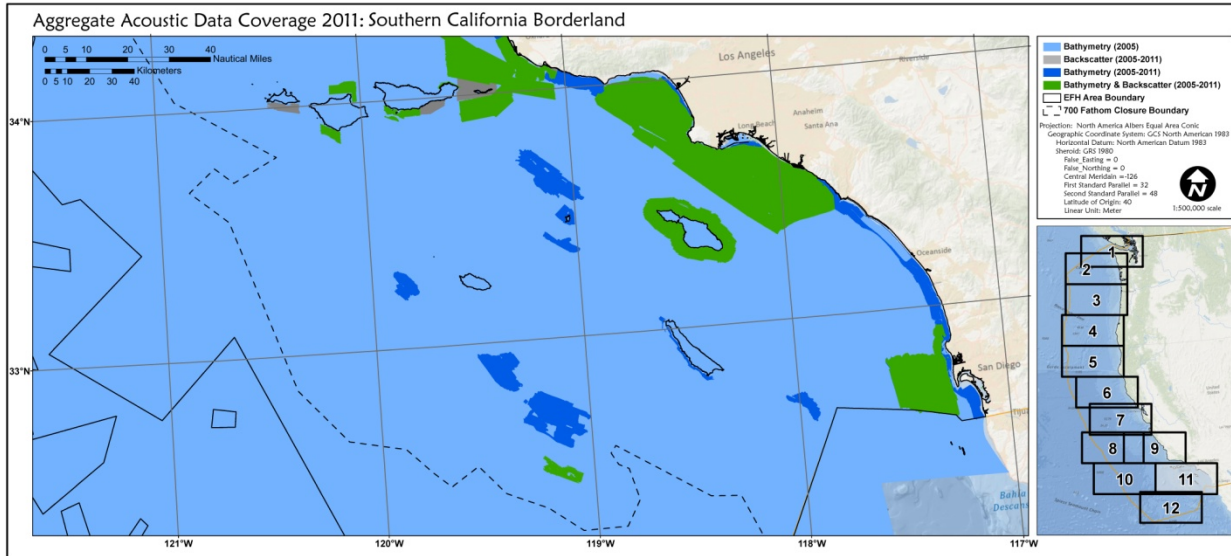 Aggregate Acoustic Data Coverage 2011: Southern California Borderland
0 5 10 20 30 40
Nautical Miles
Kilometers
0 5 10 20 30 40
Los Angeles
Riverside
Anaheim
Long Beach
Santa Ana
Oceanside
San Diego
Bahia
Descans
34°N
33°N
121°W
120°W
119°W
118°W
117°W
Bathymetry (2005)
Backscatter (2005-2011)
Bathymetry (2005-2011)
Bathymetry & Backscatter (2005-2011)
EFH Area Boundary
700 Fathom Closure Boundary
Projection: North America Albers Equal Area Conic
Geographic Coordinate System: GCS North American 1983
Horizontal Datum: North American Datum 1983
Sheroid: GRS 1980
False_Easting = 0
False_Northing = 0
Central Meridain =-126
First Standard Parallel = 32
Second Standard Parallel = 48
Latitude of Origin: 40
Linear Unit: Meter
N
1:500,000 scale
1
2
3
4
5
6
7
8
9
10
11
12